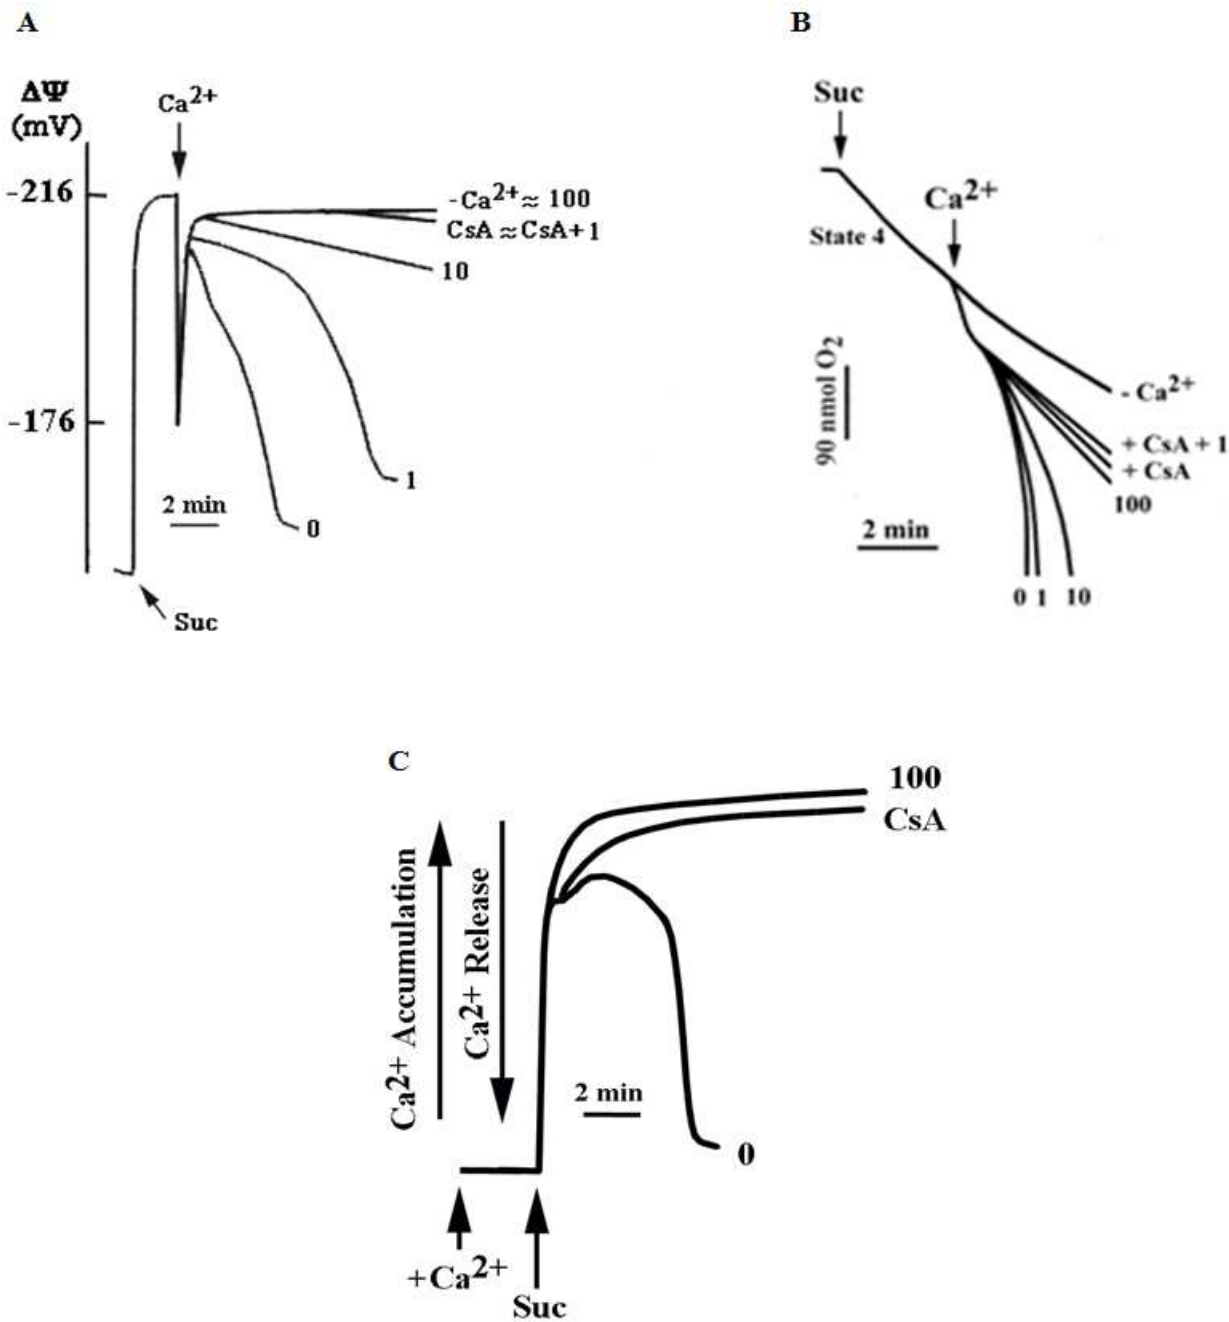 A
ΔΨ
(mV)
Ca2+
-216
-Ca2+ ≈ 100
CsA ≈ CsA+1
10
-176
1
2 min
0
Suc
B
Suc
Ca2+
State 4
90 nmol O2
- Ca2+
+ CsA + 1
+ CsA
100
2 min
0 1 10
C
100
CsA
Ca2+ Accumulation
Ca2+ Release
2 min
0
+Ca2+
Suc